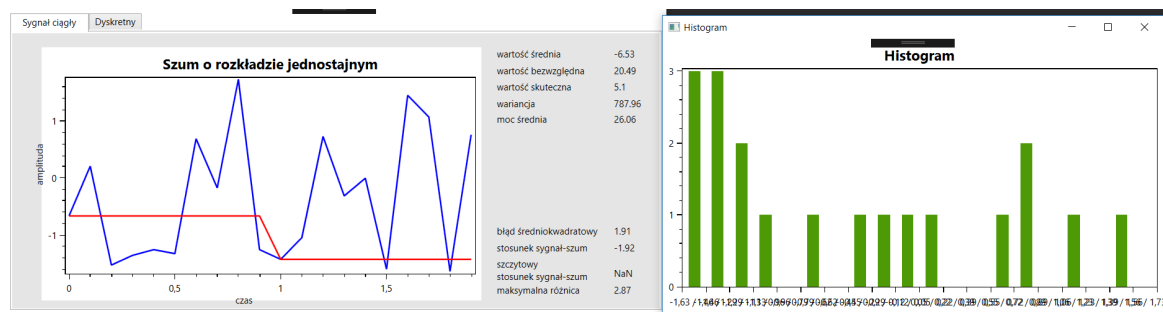 Sygnał ciągły
Dyskretny
Szum o rozkładzie jednostajnym
amplituda
1
0
-1
0
0,5
1
1,5
czas
wartość średnia -6.53
wartość bezwzględna 20.49
wartość skuteczna 5.1
wariancja 787.96
moc średnia 26.06
błąd średniokwadratowy 1.91
stosunek sygnał-szum -1.92
szczytowy
stosunek sygnał-szum NaN
maksymalna różnica 2.87
Histogram
Histogram
3
2
1
0
-1,63 /